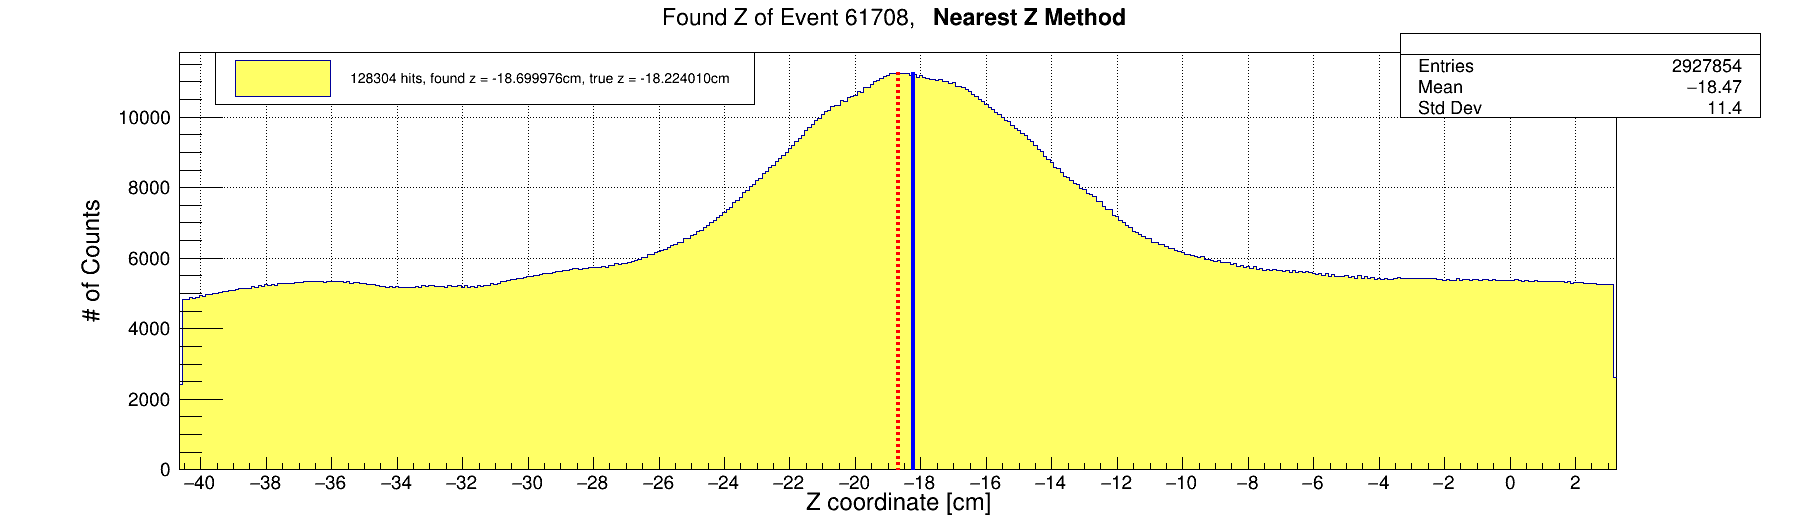 Found Z of Event 61708, Nearest Z Method
128304 hits, found z = -18.699976cm, true z = -18.224010cm
Entries 2927854
Mean −18.47
Std Dev 11.4
10000
8000
6000
4000
2000
0
# of Counts
−40 −38 −36 −34 −32 −30 −28 −26 −24 −22 −20 −18 −16 −14 −12 −10 −8 −6 −4 −2 0 2
Z coordinate [cm]